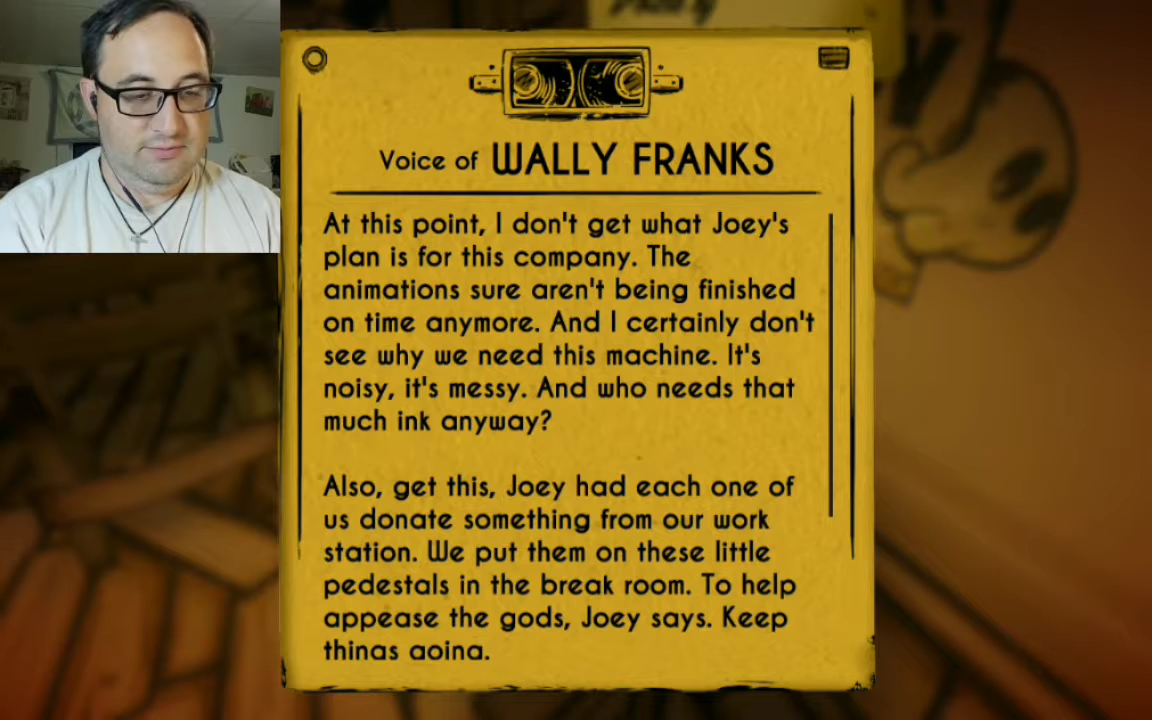 Voice of WALLY FRANKS
At this point, I don't get what Joey's
plan is for this company. The
animations sure aren't being finished
on time anymore. And I certainly don't
see why we need this machine. It's
noisy, it's messy. And who needs that
much ink anyway?
Also, get this, Joey had each one of
us donate something from our work
station. We put them on these little
pedestals in the break room. To help
appease the gods, Joey says. Keep
things going.